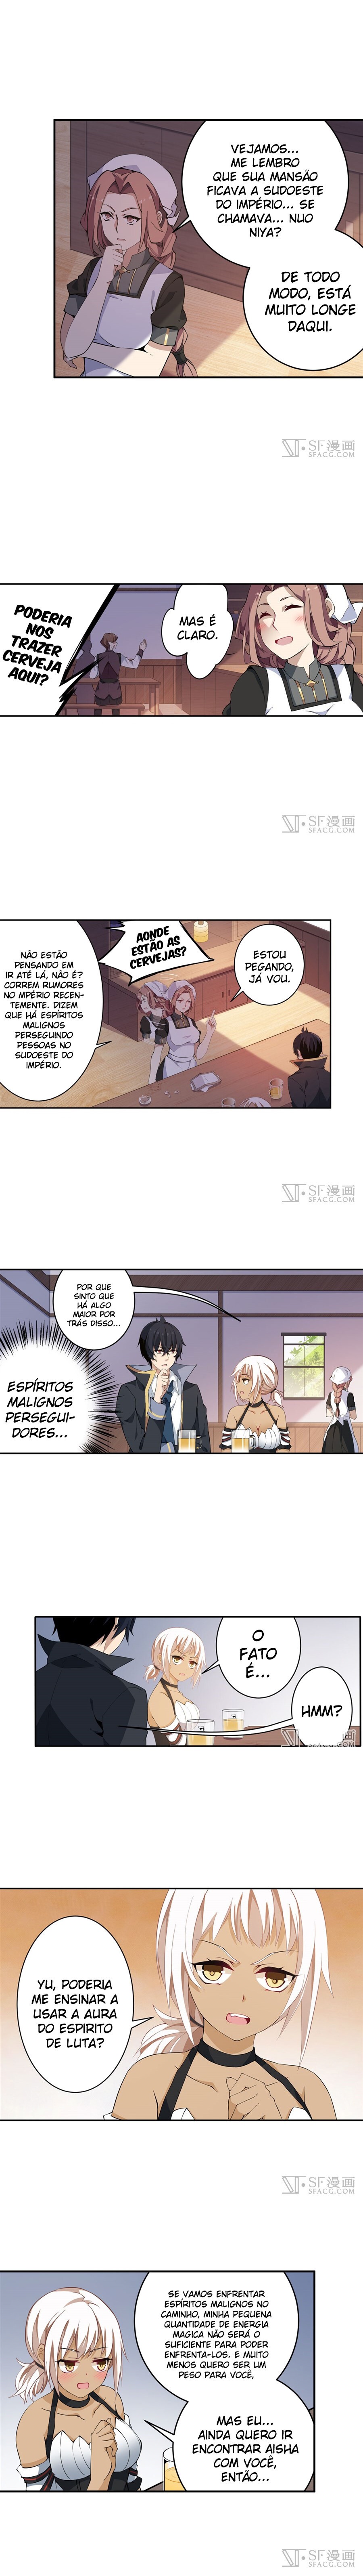 VEJAMOS...
ME LEMBRO
QUE SUA MANSÃO
FICAVA A SUDOESTE
DO IMPÉRIO... SE
CHAMAVA... NUO
NIYA?
DE TODO
MODO, ESTÁ
MUITO LONGE
DAQUI.
SF漫画
SFACG.COM
PODERIA
NOS
TRAZER
CERVEJA
AQUI?
MAS É
CLARO.
SF漫画
SFACG.COM
AONDE
ESTÃO AS
CERVEJAS?
ESTOU
PEGANDO,
JÁ VOU.
NÃO ESTÃO
PENSANDO EM
IR ATÉ LÁ, NÃO É?
CORREM RUMORES
NO MPÉRIO RECEN-
TEMENTE. DIZEM
QUE HÁ ESPÍRITOS
MALIGNOS
PERSEGUINDO
PESSOAS NO
SUDOESTE DO
IMPÉRIO.
SF漫画
SFACG.COM
POR QUE
SINTO QUE
HÁ ALGO
MAIOR POR
TRÁS DISSO...
ESPÍRITOS
MALIGNOS
PERSEGUI-
DORES...
O
FATO
É...
HMM?
SF漫画
SFACG.COM
YU, PODERIA
ME ENSINAR A
USAR A AURA
DO ESPIRITO
DE LUTA?
SF漫画
SFACG.COM
SE VAMOS ENFRENTAR
ESPÍRITOS MALIGNOS NO
CAMINHO, MINHA PEQUENA
QUANTIDADE DE ENERGIA
MAGICA NÃO SERÁ O
SUFICIENTE PARA PODER
ENFRENTA-LOS. E MUITO
MENOS QUERO SER UM
PESO PARA VOCÊ,
MAS EU...
AINDA QUERO IR
ENCONTRAR AISHA
COM VOCÊ,
ENTÃO...
SF漫画
SFACG.COM